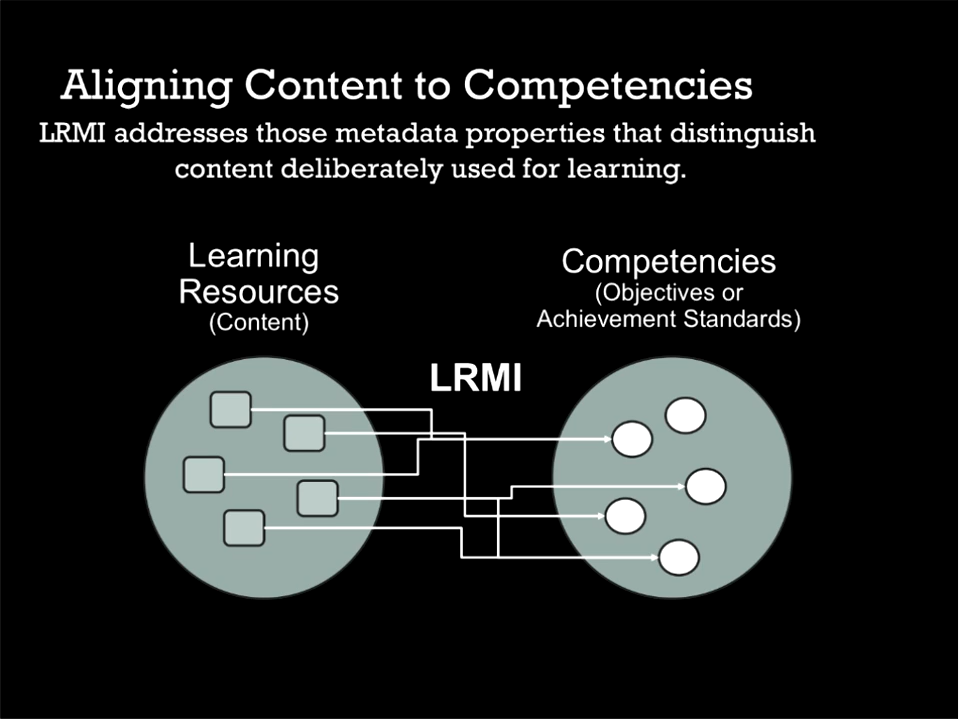 Aligning Content to Competencies
LRMI addresses those metadata properties that distinguish
content deliberately used for learning.
Learning
Resources
(Content)
Competencies
(Objectives or
Achievement Standards)
LRMI